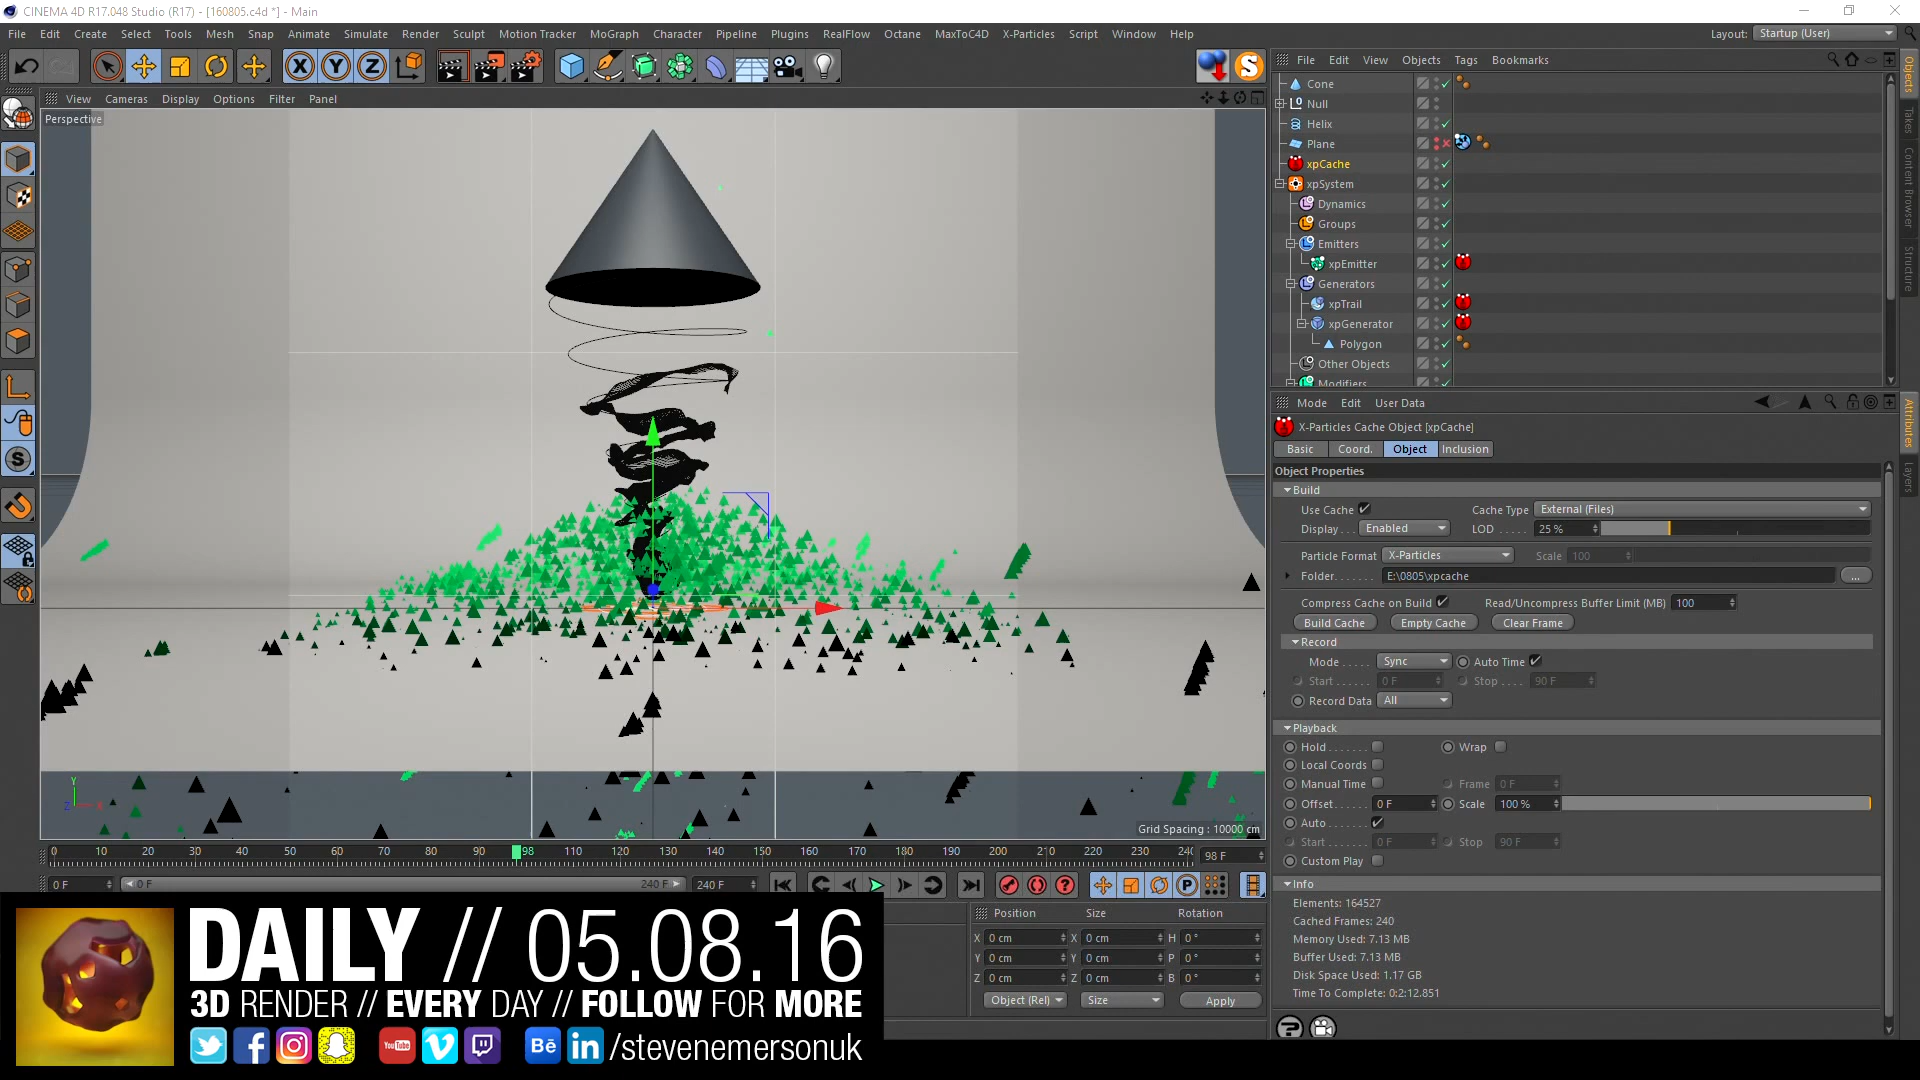 CINEMA 4D R17.048 Studio (R17) - [160805.c4d *] - Main
File Edit Create Select Tools Mesh Snap Animate Simulate Render Sculpt Motion Tracker MoGraph Character Pipeline Plugins RealFlow Octane MaxToC4D X-Particles Script Window Help Layout: Startup (User)
X Y Z S
File Edit View Objects Tags Bookmarks
View Cameras Display Options Filter Panel
Perspective
Cone
Null
Helix
Plane
xpCache
xpSystem
Dynamics
Groups
Emitters
xpEmitter
Generators
xpTrail
xpGenerator
Polygon
Other Objects
Modifiers
Objects
Takes
Content Browser
Structure
Attributes
Layers
Mode Edit User Data
X-Particles Cache Object [xpCache]
Basic Coord. Object Inclusion
Object Properties
Build
Use Cache Cache Type External (Files)
Display . . . Enabled LOD . . . . . 25 %
Particle Format X-Particles Scale 100
Folder. . . . . . . E:\0805\xpcache ...
Compress Cache on Build Read/Uncompress Buffer Limit (MB) 100
Build Cache Empty Cache Clear Frame
Record
Mode . . . . . Sync Auto Time
Start . . . . . . 0 F Stop . . . . 90 F
Record Data All
Playback
Hold . . . . . . . Wrap
Local Coords
Manual Time Frame 0 F
Offset. . . . . . 0 F Scale 100 %
Auto . . . . . . .
Start . . . . . . 0 F Stop 90 F
Custom Play
Info
Elements: 164527
Cached Frames: 240
Memory Used: 7.13 MB
Buffer Used: 7.13 MB
Disk Space Used: 1.17 GB
Time To Complete: 0:2:12.851
Y
Z X
Grid Spacing : 10000 cm
0 10 20 30 40 50 60 70 80 90 98 110 120 130 140 150 160 170 180 190 200 210 220 230 240 98 F
0 F 0 F 240 F 240 F
Position Size Rotation
X 0 cm X 0 cm H 0 °
Y 0 cm Y 0 cm P 0 °
Z 0 cm Z 0 cm B 0 °
Object (Rel) Size Apply
DAILY // 05.08.16
3D RENDER // EVERY DAY // FOLLOW FOR MORE
YouTube Bē in /stevenemersonuk